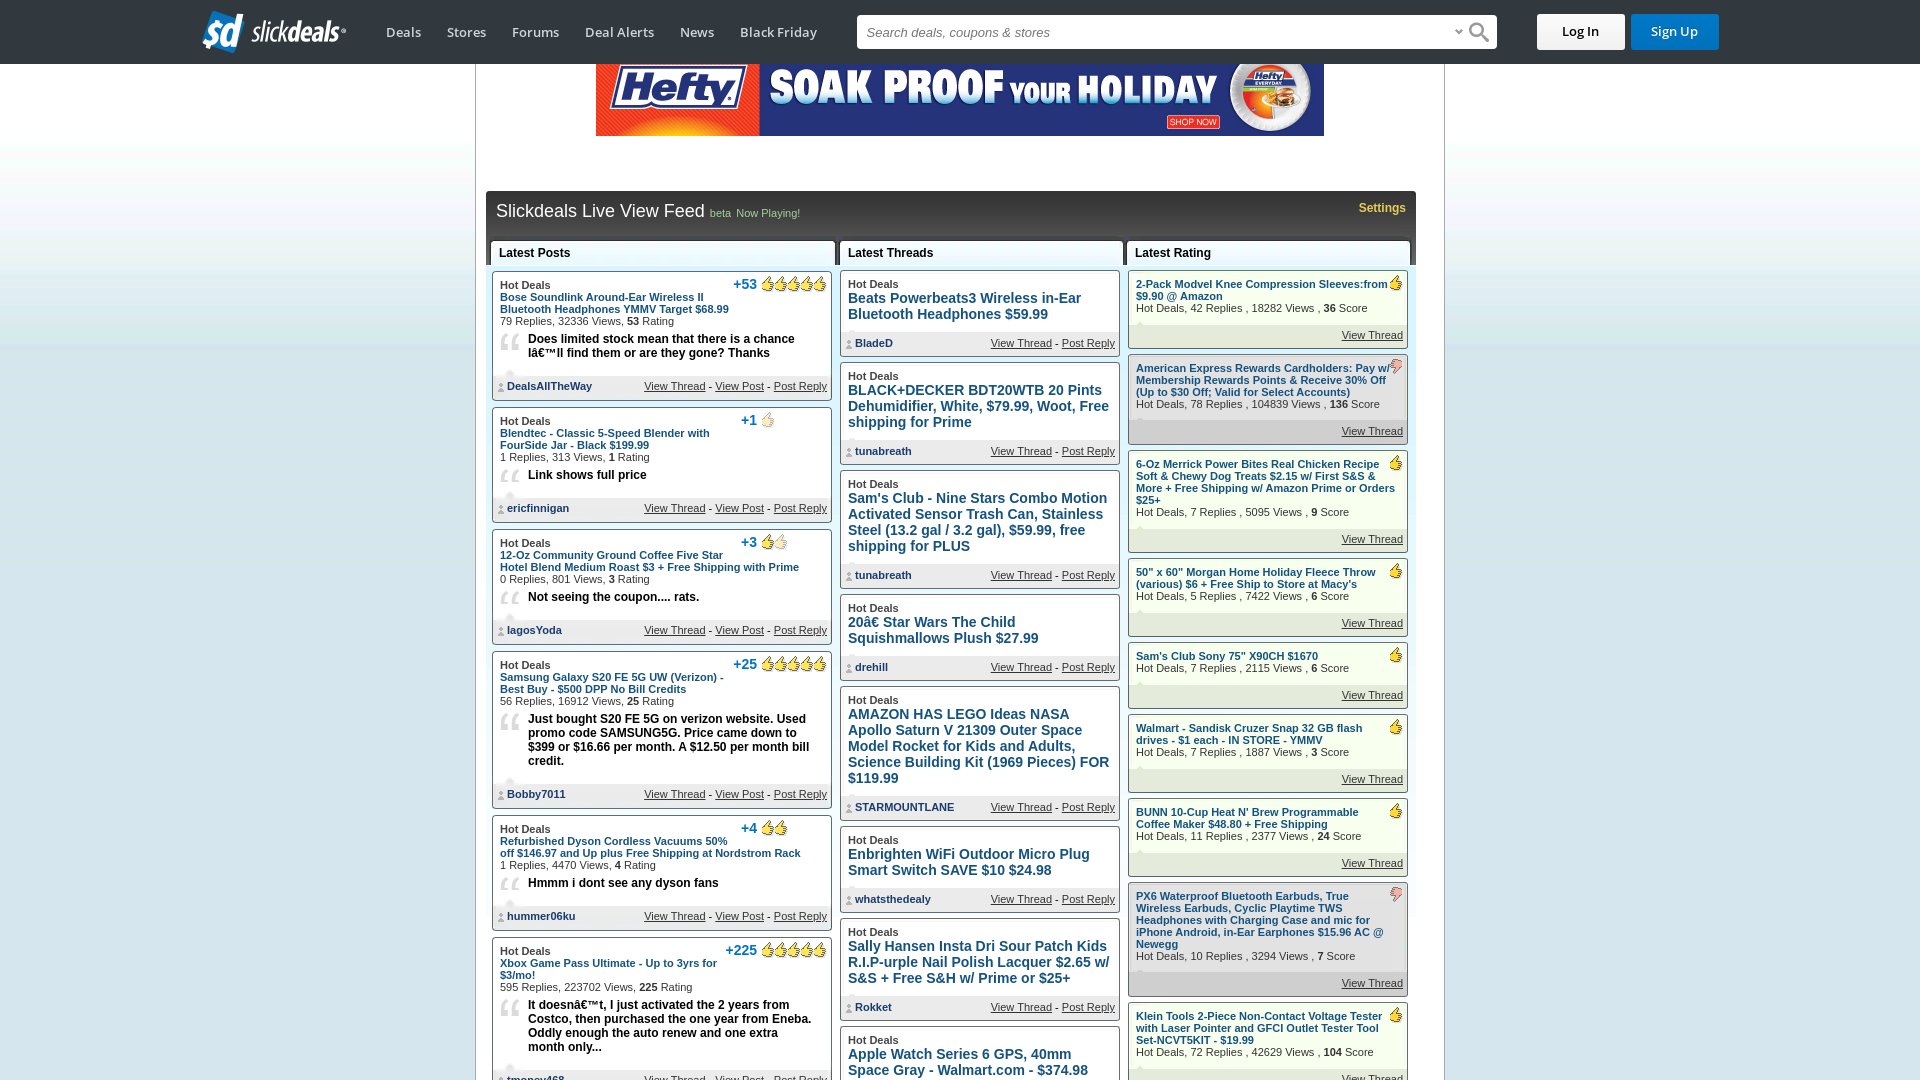 slickdeals
Deals
Stores
Forums
Deal Alerts
News
Black Friday
Search deals, coupons & stores
Log In
Sign Up
Hefty
SOAK PROOF YOUR HOLIDAY
SHOP NOW
Hefty
EVERYDAY
Slickdeals Live View Feed beta Now Playing!
Settings
Latest Posts
Hot Deals
+53
Bose Soundlink Around-Ear Wireless II
Bluetooth Headphones YMMV Target $68.99
79 Replies, 32336 Views, 53 Rating
Does limited stock mean that there is a chance
Iâ€™ll find them or are they gone? Thanks
DealsAllTheWay
View Thread - View Post - Post Reply
Hot Deals
+1
Blendtec - Classic 5-Speed Blender with
FourSide Jar - Black $199.99
1 Replies, 313 Views, 1 Rating
Link shows full price
ericfinnigan
View Thread - View Post - Post Reply
Hot Deals
+3
12-Oz Community Ground Coffee Five Star
Hotel Blend Medium Roast $3 + Free Shipping with Prime
0 Replies, 801 Views, 3 Rating
Not seeing the coupon.... rats.
IagosYoda
View Thread - View Post - Post Reply
Hot Deals
+25
Samsung Galaxy S20 FE 5G UW (Verizon) -
Best Buy - $500 DPP No Bill Credits
56 Replies, 16912 Views, 25 Rating
Just bought S20 FE 5G on verizon website. Used
promo code SAMSUNG5G. Price came down to
$399 or $16.66 per month. A $12.50 per month bill
credit.
Bobby7011
View Thread - View Post - Post Reply
Hot Deals
+4
Refurbished Dyson Cordless Vacuums 50%
off $146.97 and Up plus Free Shipping at Nordstrom Rack
1 Replies, 4470 Views, 4 Rating
Hmmm i dont see any dyson fans
hummer06ku
View Thread - View Post - Post Reply
Hot Deals
+225
Xbox Game Pass Ultimate - Up to 3yrs for
$3/mo!
595 Replies, 223702 Views, 225 Rating
It doesnâ€™t, I just activated the 2 years from
Costco, then purchased the one year from Eneba.
Oddly enough the auto renew and one extra
month only...
tmoney468
View Thread - View Post - Post Reply
Latest Threads
Hot Deals
Beats Powerbeats3 Wireless in-Ear
Bluetooth Headphones $59.99
BladeD
View Thread - Post Reply
Hot Deals
BLACK+DECKER BDT20WTB 20 Pints
Dehumidifier, White, $79.99, Woot, Free
shipping for Prime
tunabreath
View Thread - Post Reply
Hot Deals
Sam's Club - Nine Stars Combo Motion
Activated Sensor Trash Can, Stainless
Steel (13.2 gal / 3.2 gal), $59.99, free
shipping for PLUS
tunabreath
View Thread - Post Reply
Hot Deals
20â€ Star Wars The Child
Squishmallows Plush $27.99
drehill
View Thread - Post Reply
Hot Deals
AMAZON HAS LEGO Ideas NASA
Apollo Saturn V 21309 Outer Space
Model Rocket for Kids and Adults,
Science Building Kit (1969 Pieces) FOR
$119.99
STARMOUNTLANE
View Thread - Post Reply
Hot Deals
Enbrighten WiFi Outdoor Micro Plug
Smart Switch SAVE $10 $24.98
whatsthedealy
View Thread - Post Reply
Hot Deals
Sally Hansen Insta Dri Sour Patch Kids
R.I.P-urple Nail Polish Lacquer $2.65 w/
S&S + Free S&H w/ Prime or $25+
Rokket
View Thread - Post Reply
Hot Deals
Apple Watch Series 6 GPS, 40mm
Space Gray - Walmart.com - $374.98
Latest Rating
2-Pack Modvel Knee Compression Sleeves:from
$9.90 @ Amazon
Hot Deals, 42 Replies , 18282 Views , 36 Score
View Thread
American Express Rewards Cardholders: Pay w/
Membership Rewards Points & Receive 30% Off
(Up to $30 Off; Valid for Select Accounts)
Hot Deals, 78 Replies , 104839 Views , 136 Score
View Thread
6-Oz Merrick Power Bites Real Chicken Recipe
Soft & Chewy Dog Treats $2.15 w/ First S&S &
More + Free Shipping w/ Amazon Prime or Orders
$25+
Hot Deals, 7 Replies , 5095 Views , 9 Score
View Thread
50" x 60" Morgan Home Holiday Fleece Throw
(various) $6 + Free Ship to Store at Macy's
Hot Deals, 5 Replies , 7422 Views , 6 Score
View Thread
Sam's Club Sony 75" X90CH $1670
Hot Deals, 7 Replies , 2115 Views , 6 Score
View Thread
Walmart - Sandisk Cruzer Snap 32 GB flash
drives - $1 each - IN STORE - YMMV
Hot Deals, 7 Replies , 1887 Views , 3 Score
View Thread
BUNN 10-Cup Heat N' Brew Programmable
Coffee Maker $48.80 + Free Shipping
Hot Deals, 11 Replies , 2377 Views , 24 Score
View Thread
PX6 Waterproof Bluetooth Earbuds, True
Wireless Earbuds, Cyclic Playtime TWS
Headphones with Charging Case and mic for
iPhone Android, in-Ear Earphones $15.96 AC @
Newegg
Hot Deals, 10 Replies , 3294 Views , 7 Score
View Thread
Klein Tools 2-Piece Non-Contact Voltage Tester
with Laser Pointer and GFCI Outlet Tester Tool
Set-NCVT5KIT - $19.99
Hot Deals, 72 Replies , 42629 Views , 104 Score
View Thread